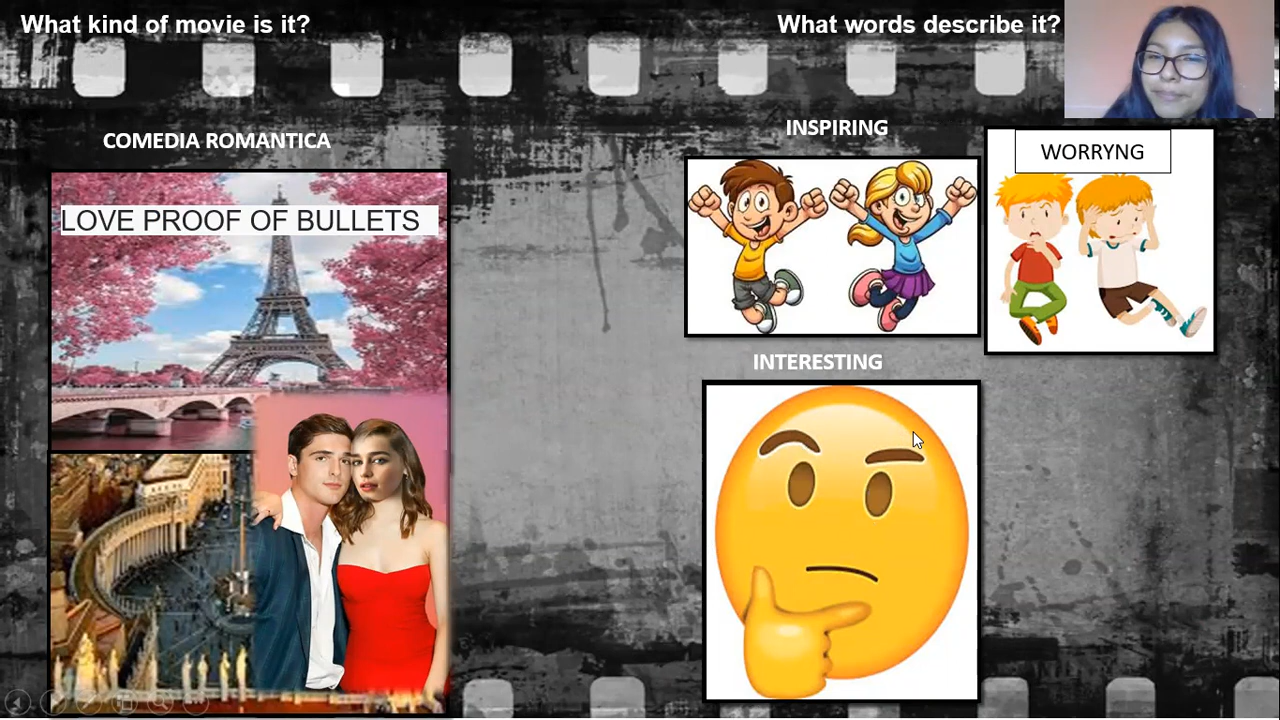 What kind of movie is it?
What words describe it?
COMEDIA ROMANTICA
LOVE PROOF OF BULLETS
INSPIRING
WORRYNG
INTERESTING